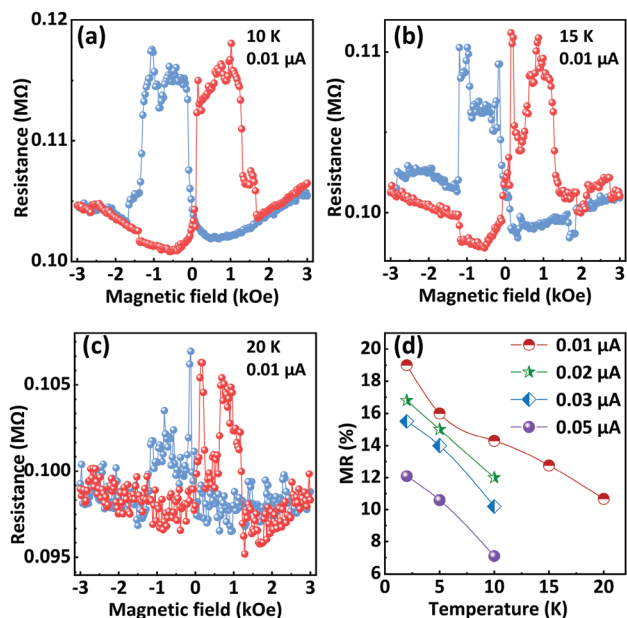 (a)
10 K
0.01 µA
0.12
0.11
0.10
Resistance (MΩ)
-3 -2 -1 0 1 2 3
Magnetic field (kOe)
(b)
15 K
0.01 µA
0.11
0.10
Resistance (MΩ)
-3 -2 -1 0 1 2 3
Magnetic field (kOe)
(c)
20 K
0.01 µA
0.105
0.100
0.095
Resistance (MΩ)
-3 -2 -1 0 1 2 3
Magnetic field (kOe)
(d)
0.01 µA
0.02 µA
0.03 µA
0.05 µA
20
18
16
14
12
10
8
6
MR (%)
0 5 10 15 20
Temperature (K)